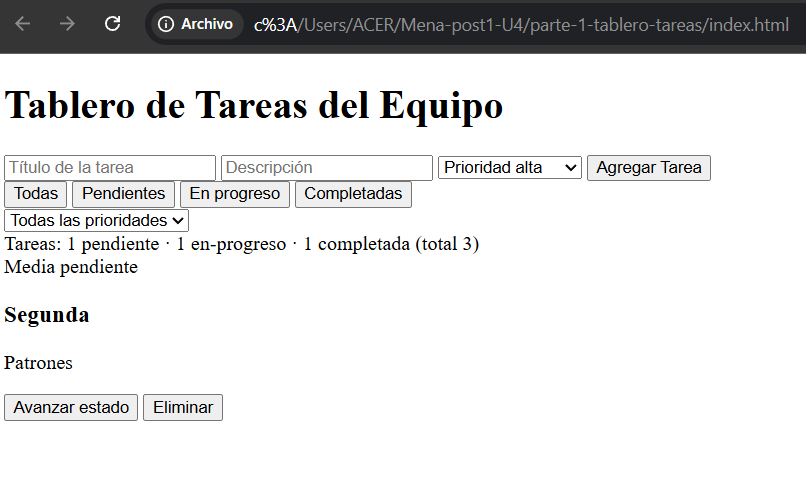 Archivo c%3A/Users/ACER/Mena-post1-U4/parte-1-tablero-tareas/index.html
Tablero de Tareas del Equipo
Título de la tarea Descripción Prioridad alta Agregar Tarea
Todas Pendientes En progreso Completadas
Todas las prioridades
Tareas: 1 pendiente · 1 en-progreso · 1 completada (total 3)
Media pendiente
Segunda
Patrones
Avanzar estado Eliminar